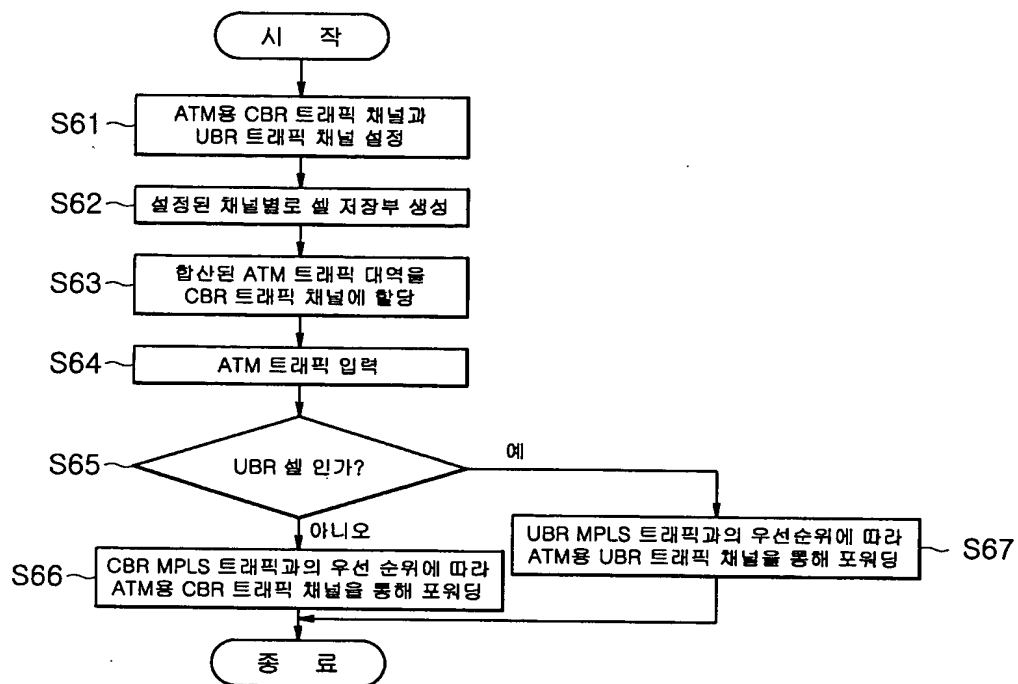 시 작
S61
ATM용 CBR 트래픽 채널과
UBR 트래픽 채널 설정
S62
설정된 채널별로 셀 저장부 생성
S63
합산된 ATM 트래픽 대역을
CBR 트래픽 채널에 할당
S64
ATM 트래픽 입력
S65
UBR 셀 인가?
예
아니오
S66
CBR MPLS 트래픽과의 우선 순위에 따라
ATM용 CBR 트래픽 채널을 통해 포워딩
UBR MPLS 트래픽과의 우선순위에 따라
ATM용 UBR 트래픽 채널을 통해 포워딩
S67
종 료